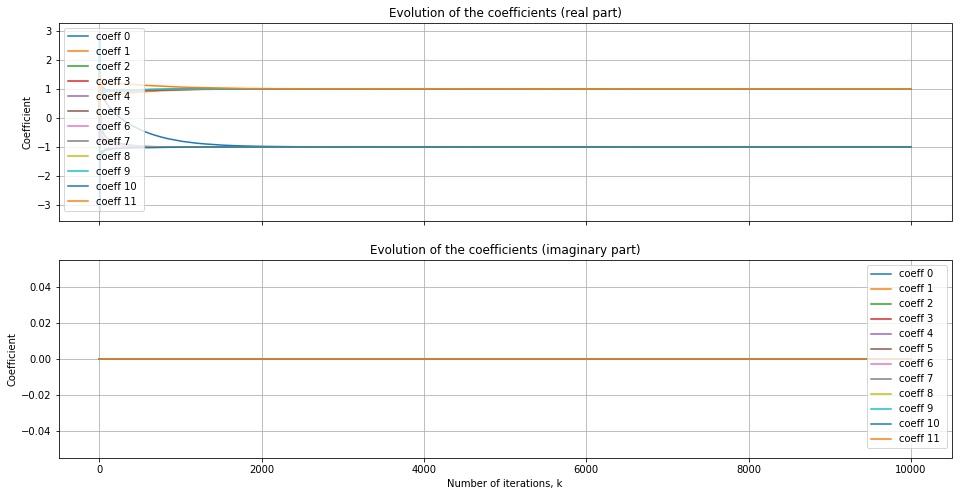 Evolution of the coefficients (real part)
3
2
1
0
−1
−2
−3
Coefficient
coeff 0
coeff 1
coeff 2
coeff 3
coeff 4
coeff 5
coeff 6
coeff 7
coeff 8
coeff 9
coeff 10
coeff 11
Evolution of the coefficients (imaginary part)
0.04
0.02
0.00
−0.02
−0.04
Coefficient
coeff 0
coeff 1
coeff 2
coeff 3
coeff 4
coeff 5
coeff 6
coeff 7
coeff 8
coeff 9
coeff 10
coeff 11
0 2000 4000 6000 8000 10000
Number of iterations, k